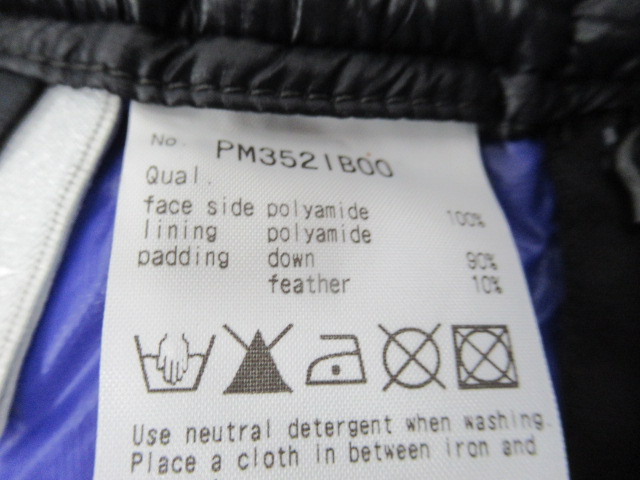 No. PM3521B00
Qual.
face side polyamide 100%
lining polyamide
padding down 90%
feather 10%
Use neutral detergent when washing.
Place a cloth in between iron and